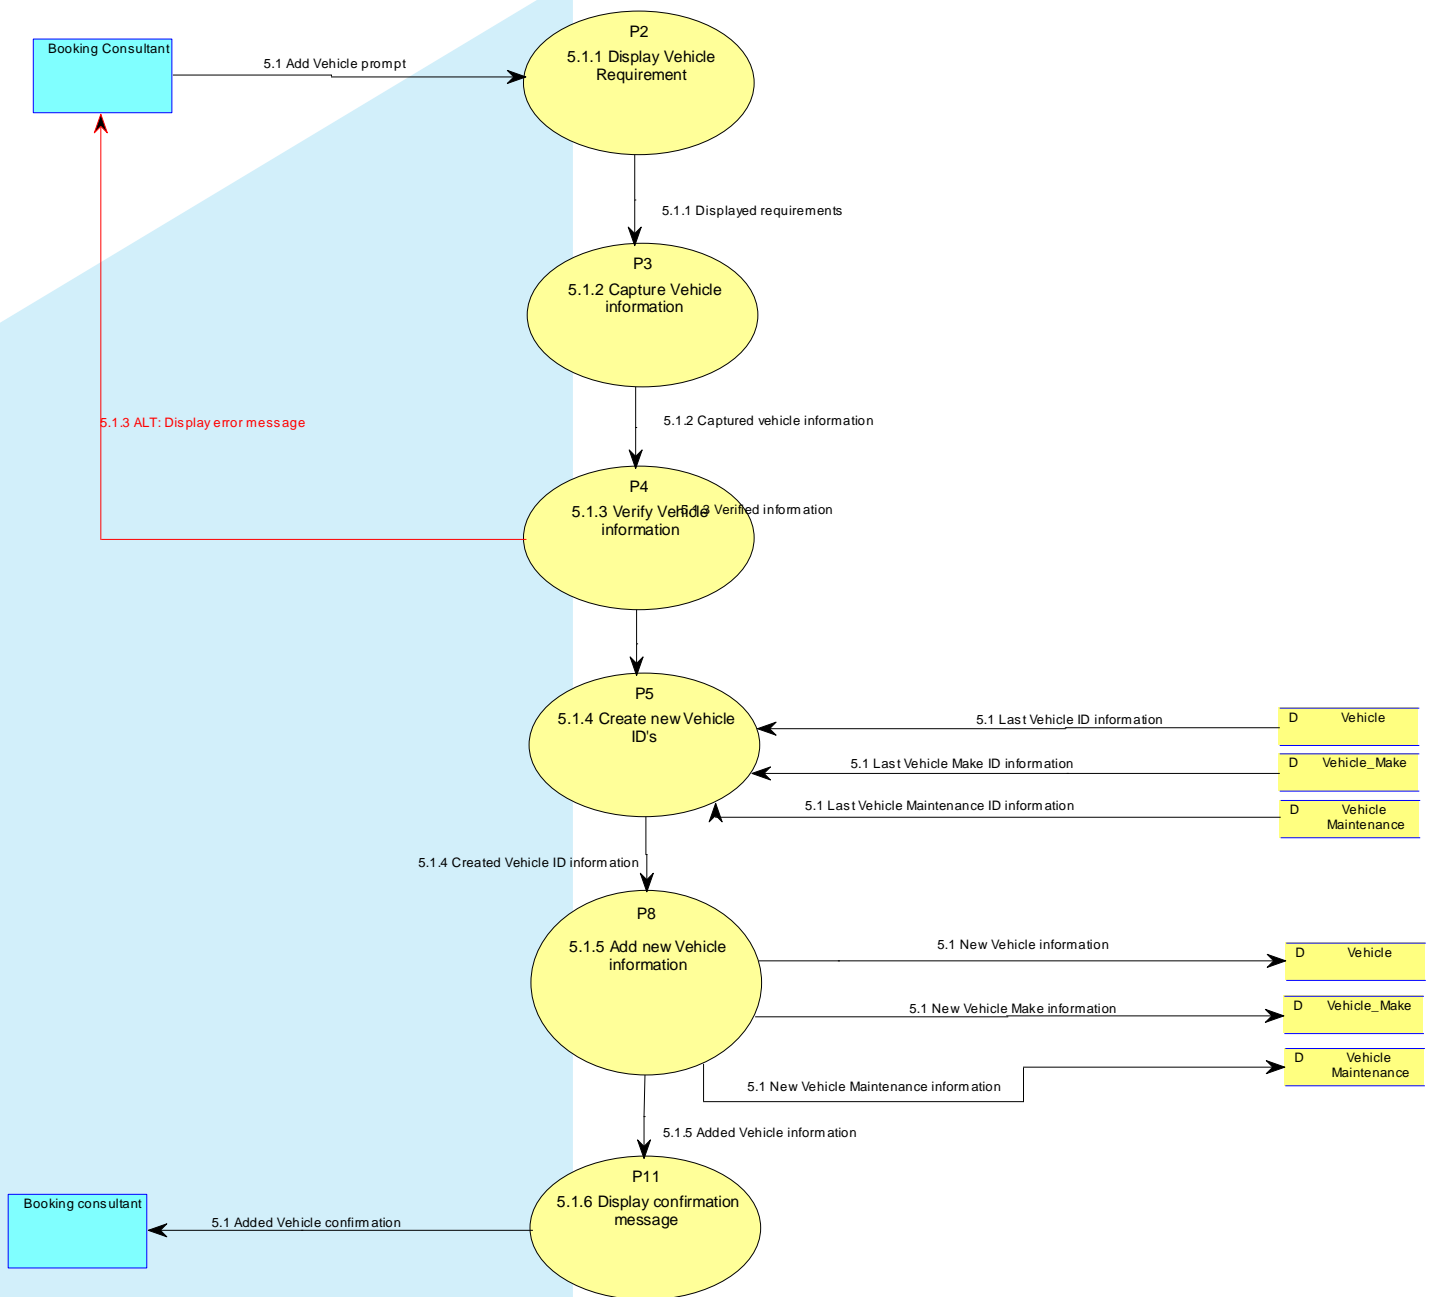 P2
Booking Consultant
5.1.1 Display Vehicle
Requirement
5.1 Add Vehicle prompt
5.1.1 Displayed requirements
P3
5.1.2 Capture Vehicle
information
5.1.3 ALT: Display error message
5.1.2 Captured vehicle information
P4
5.1.3 Verify Vehicle
information
5.1.3 Verified information
P5
5.1.4 Create new Vehicle
ID's
5.1 Last Vehicle ID information
D Vehicle
5.1 Last Vehicle Make ID information
D Vehicle_Make
5.1 Last Vehicle Maintenance ID information
D Vehicle
Maintenance
5.1.4 Created Vehicle ID information
P8
5.1.5 Add new Vehicle
information
5.1 New Vehicle information
D Vehicle
5.1 New Vehicle Make information
D Vehicle_Make
5.1 New Vehicle Maintenance information
D Vehicle
Maintenance
5.1.5 Added Vehicle information
P11
5.1.6 Display confirmation
message
Booking consultant
5.1 Added Vehicle confirmation